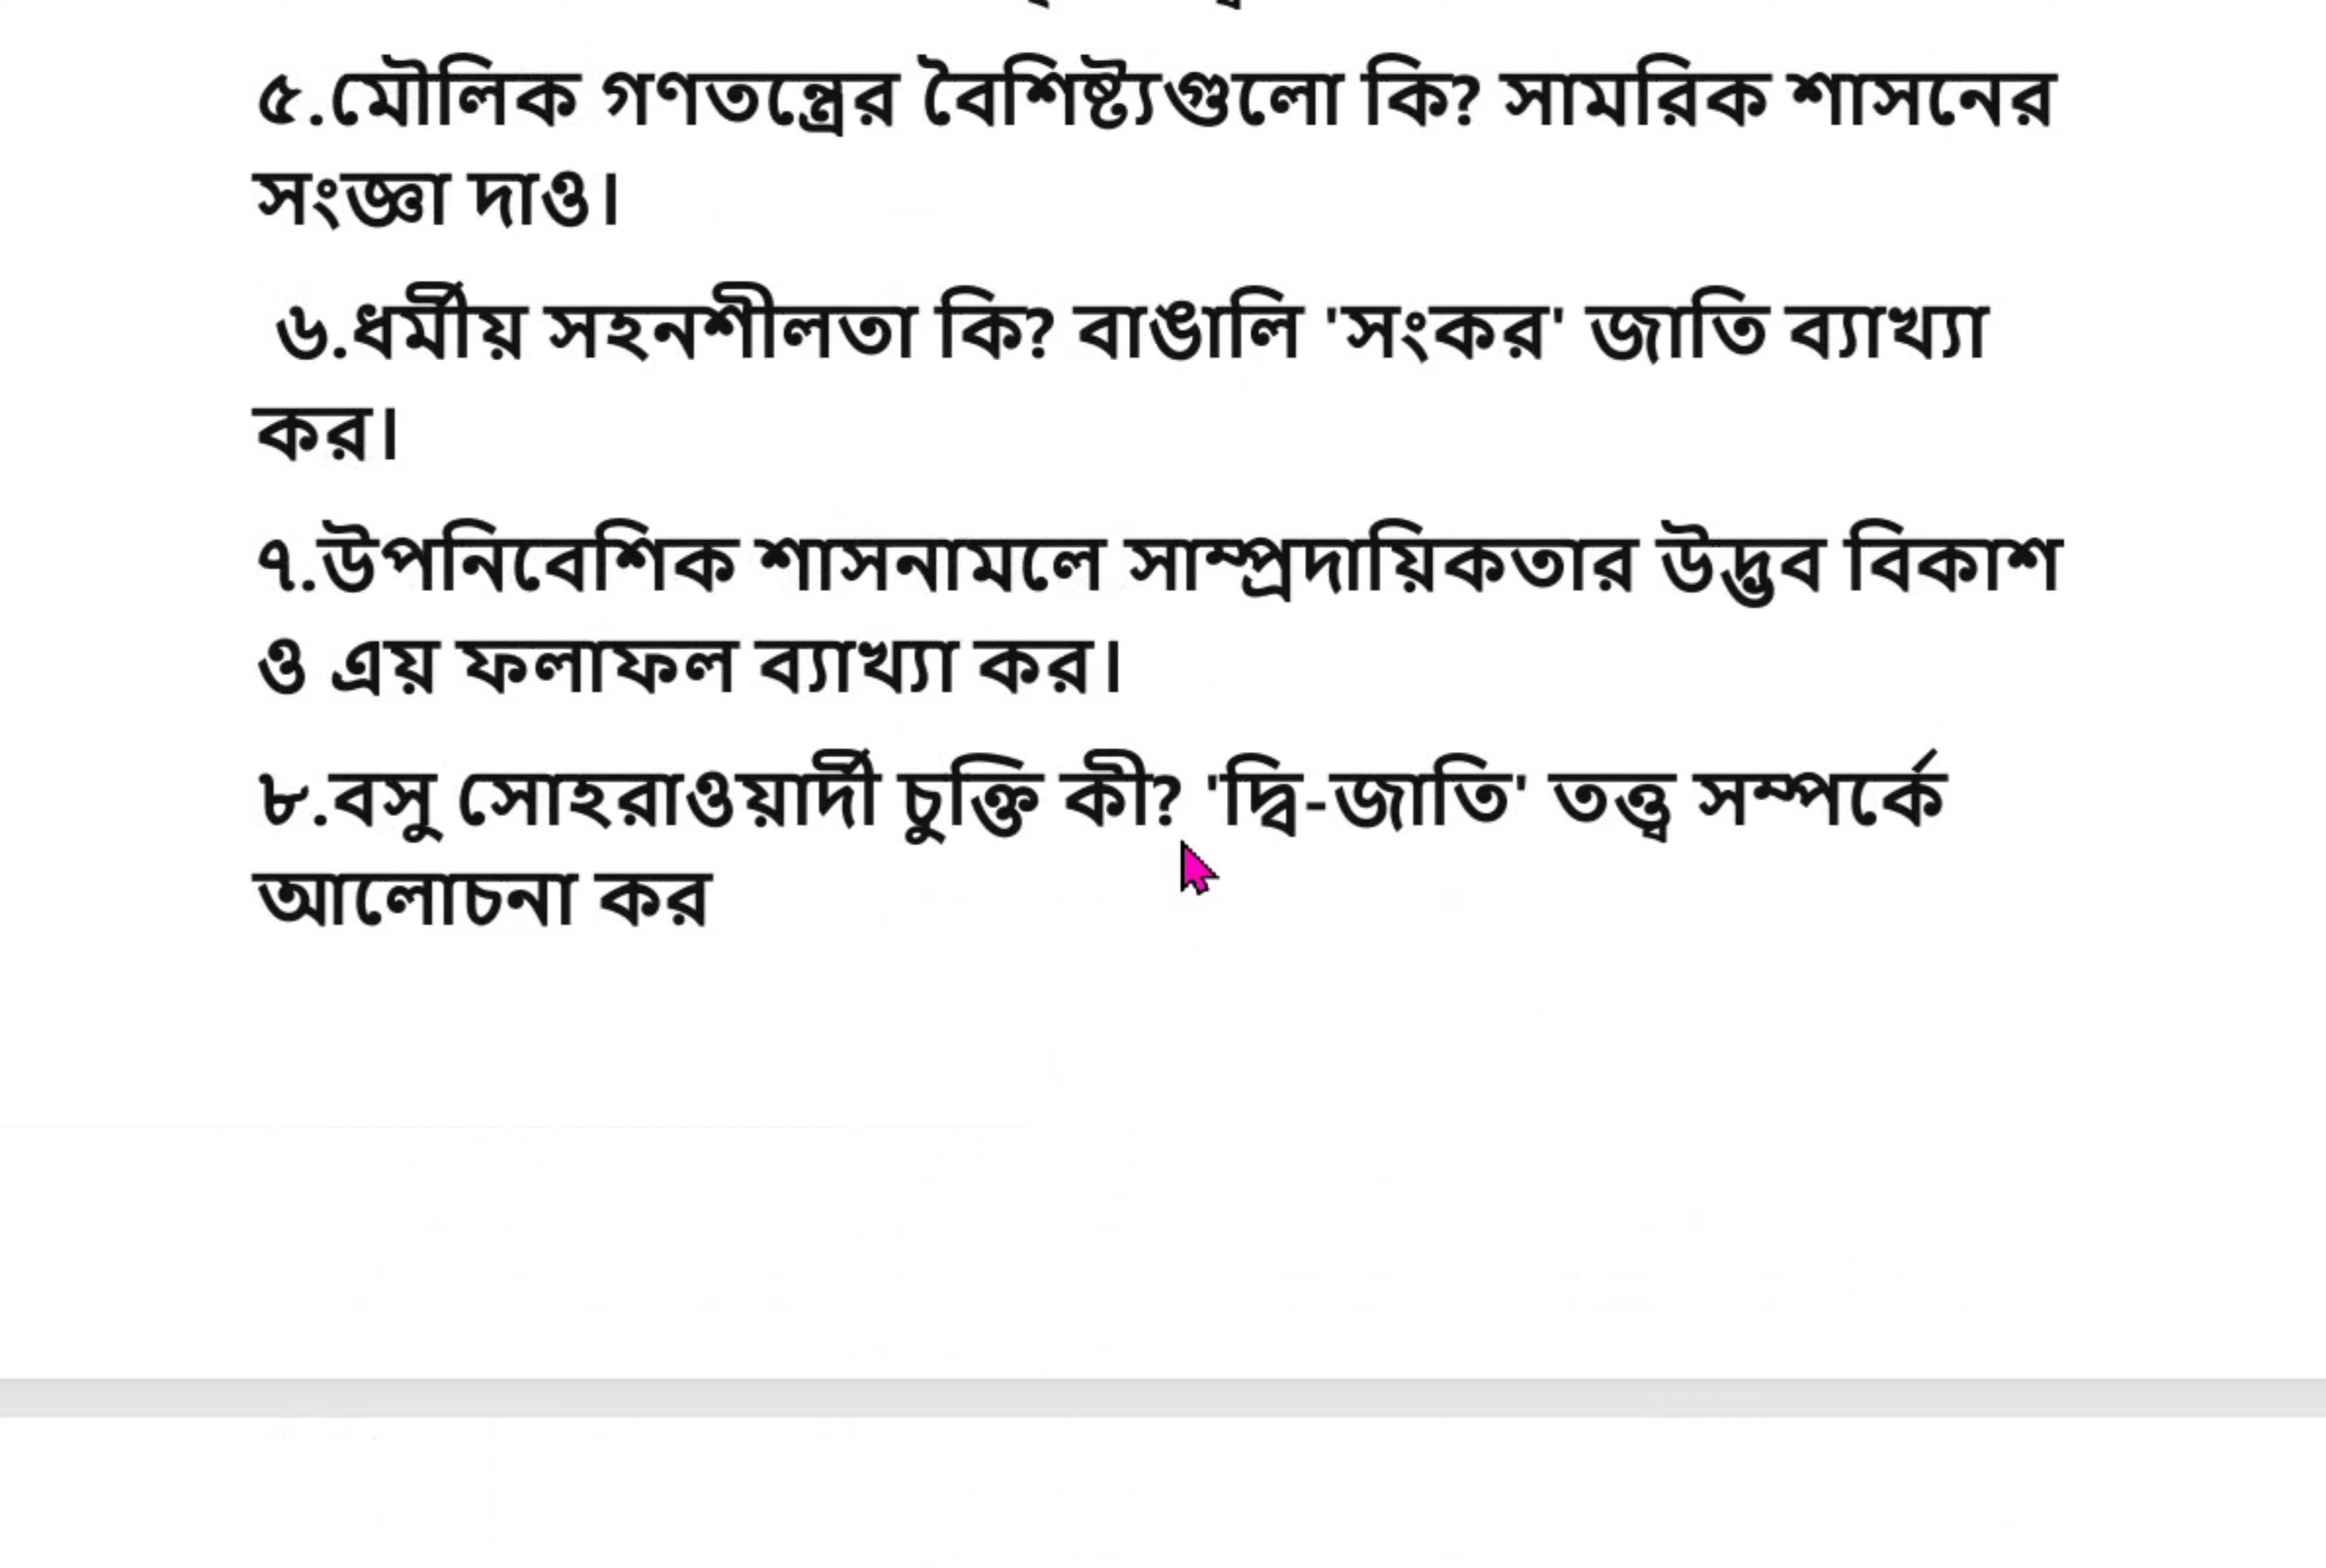 ৫.মৌলিক গণতন্ত্রের বৈশিষ্ট্যগুলো কি? সামরিক শাসনের
সংজ্ঞা দাও।
৬.ধর্মীয় সহনশীলতা কি? বাঙালি 'সংকর' জাতি ব্যাখ্যা
কর।
৭.উপনিবেশিক শাসনামলে সাম্প্রদায়িকতার উদ্ভব বিকাশ
ও এয় ফলাফল ব্যাখ্যা কর।
৮.বসু সোহরাওয়ার্দী চুক্তি কী? 'দ্বি-জাতি' তত্ত্ব সম্পর্কে
আলোচনা কর